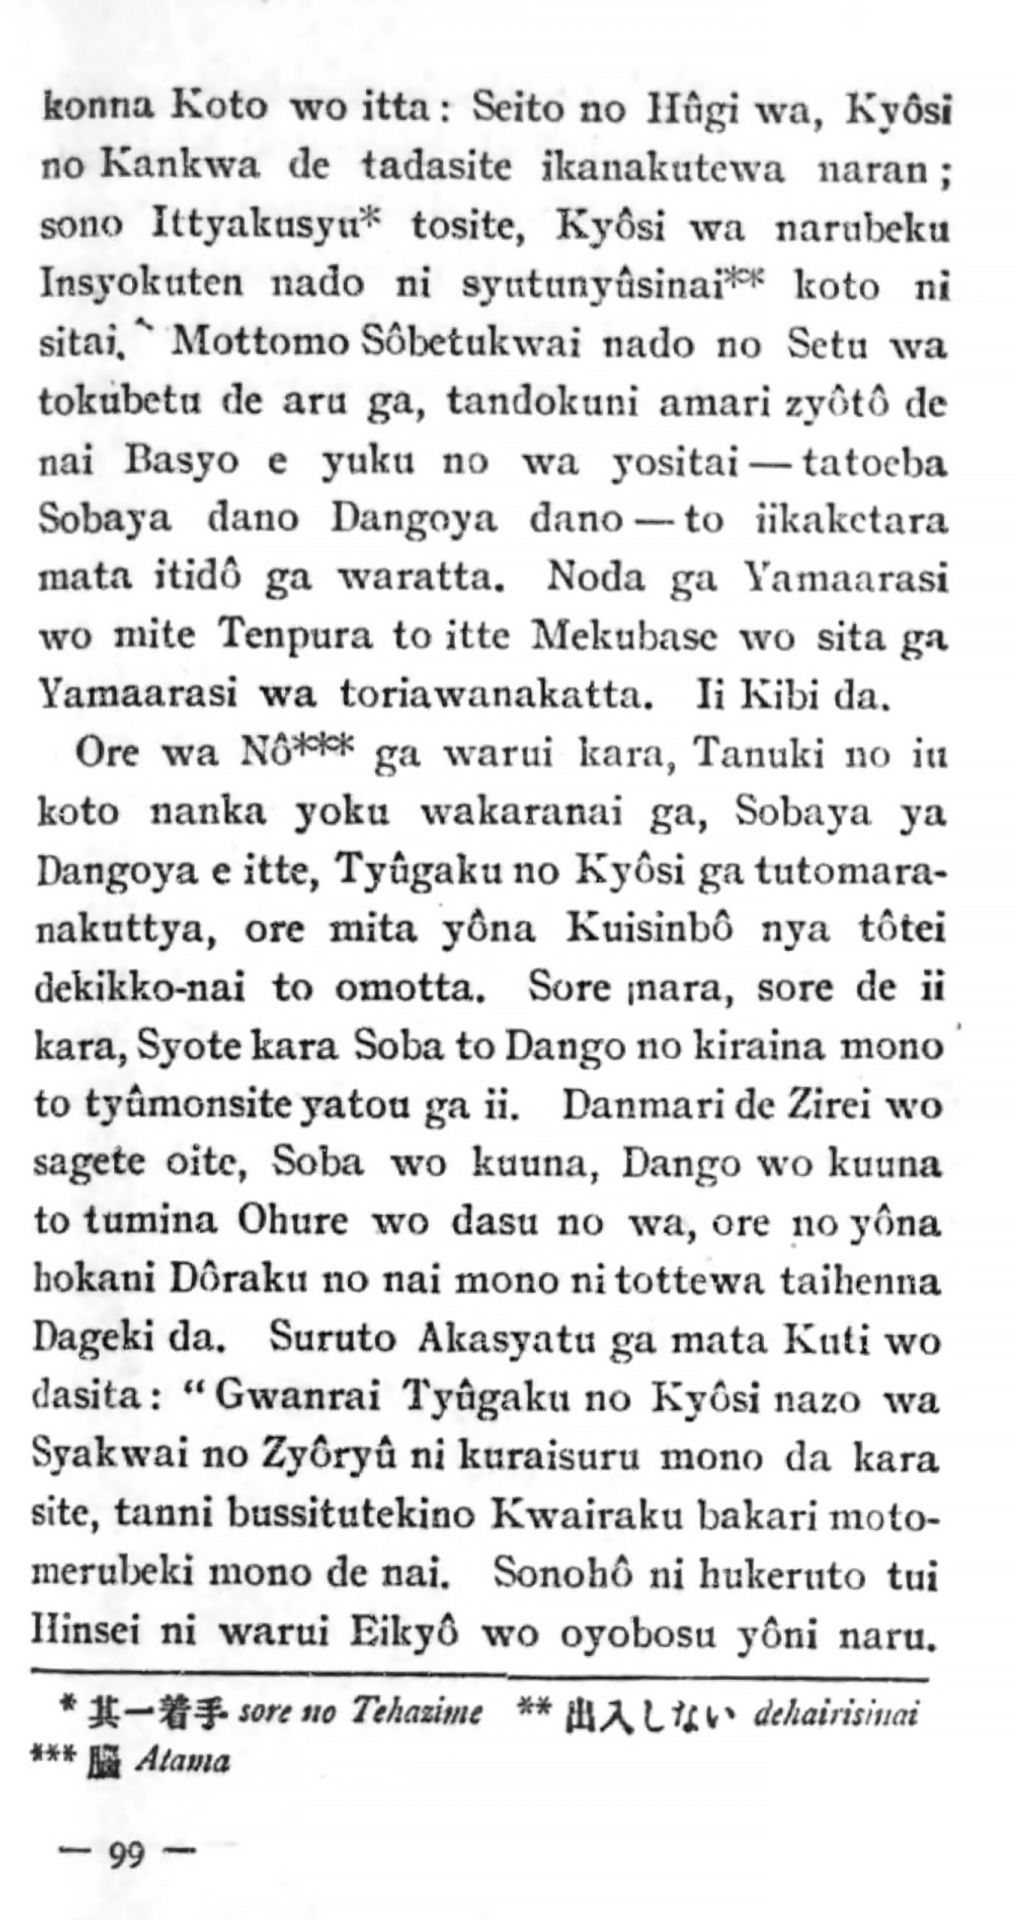 konna Koto wo itta: Seito no Hûgi wa, Kyôsi
no Kankwa de tadasite ikanakutewa naran;
sono Ittyakusyu* tosite, Kyôsi wa narubeku
Insyokuten nado ni syutunyûsinai** koto ni
sitai. Mottomo Sôbetukwai nado no Setu wa
tokubetu de aru ga, tandokuni amari zyôtô de
nai Basyo e yuku no wa yositai — tatoeba
Sobaya dano Dangoya dano — to iikaketara
mata itidô ga waratta. Noda ga Yamaarasi
wo mite Tenpura to itte Mekubase wo sita ga
Yamaarasi wa toriawanakatta. Ii Kibi da.
Ore wa Nô*** ga warui kara, Tanuki no iu
koto nanka yoku wakaranai ga, Sobaya ya
Dangoya e itte, Tyûgaku no Kyôsi ga tutomara-
nakuttya, ore mita yôna Kuisinbô nya tôtei
dekikko-nai to omotta. Sore nara, sore de ii
kara, Syote kara Soba to Dango no kiraina mono
to tyûmonsite yatou ga ii. Danmari de Zirei wo
sagete oite, Soba wo kuuna, Dango wo kuuna
to tumina Ohure wo dasu no wa, ore no yôna
hokani Dôraku no nai mono ni tottewa taihenna
Dageki da. Suruto Akasyatu ga mata Kuti wo
dasita: “Gwanrai Tyûgaku no Kyôsi nazo wa
Syakwai no Zyôryû ni kuraisuru mono da kara
site, tanni bussitutekino Kwairaku bakari moto-
merubeki mono de nai. Sonohô ni hukeruto tui
Hinsei ni warui Eikyô wo oyobosu yôni naru.
* 其一着手 sore no Tehazime ** 出入しない dehairisinai
*** 腦 Atama
— 99 —